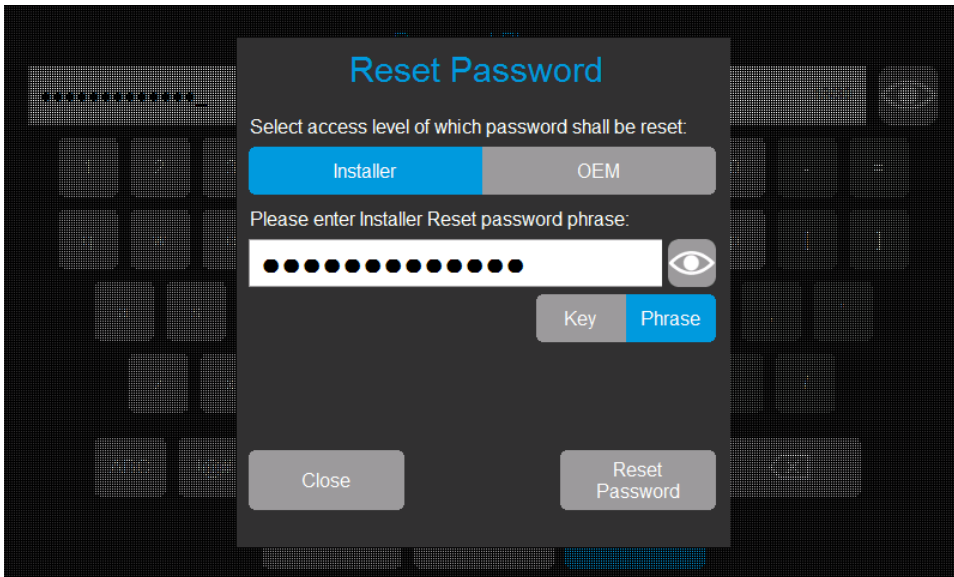 Reset Password
Select access level of which password shall be reset:
Installer
OEM
Please enter Installer Reset password phrase:
●●●●●●●●●●●●●
Key
Phrase
Close
Reset
Password